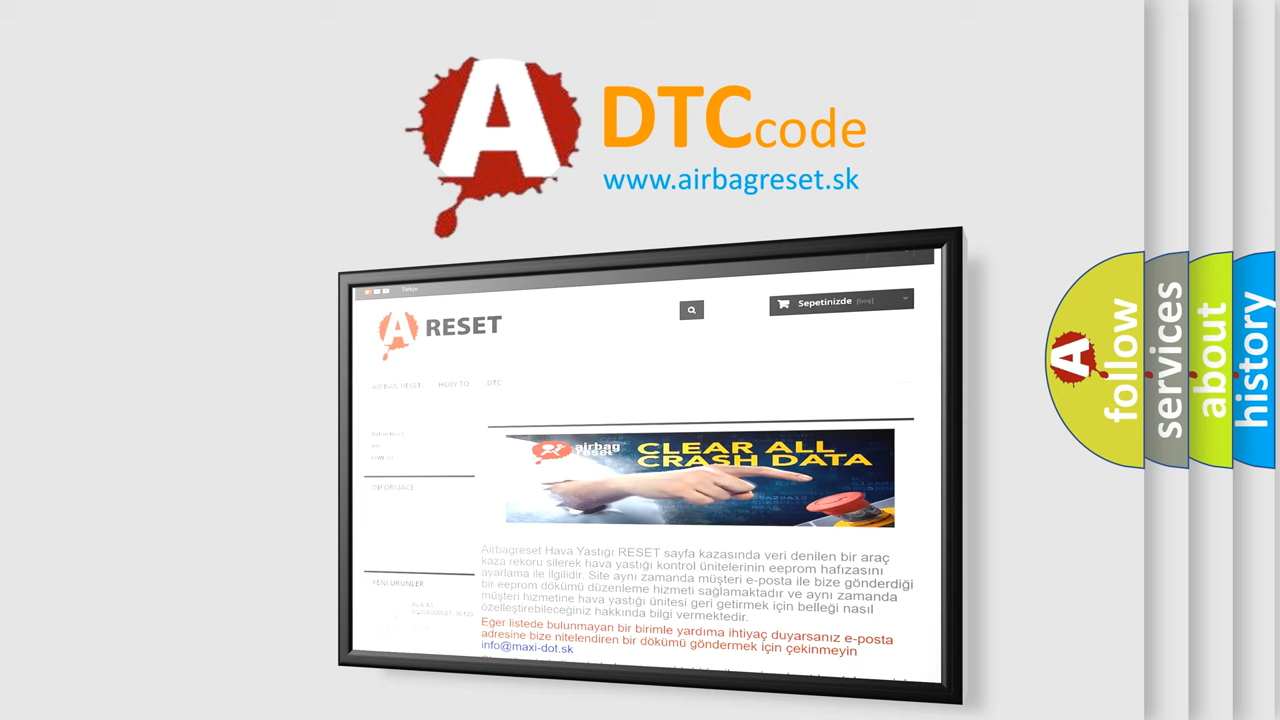 A DTCcode
www.airbagreset.sk
Türkçe
A RESET
Sepetinizde [boş]
AIRBAG RESET HOW TO DTC
INFORMACE
airbag reset
CLEAR ALL
CRASH DATA
Airbagreset Hava Yastığı RESET sayfa kazasında veri denilen bir araç
kaza rekoru silerek hava yastığı kontrol ünitelerinin eeprom hafızasını
ayarlama ile ilgilidir. Site aynı zamanda müşteri e-posta ile bize gönderdiği
bir eeprom dökümü düzenleme hizmeti sağlamaktadır ve aynı zamanda
müşteri hizmetine hava yastığı ünitesi geri getirmek için belleği nasıl
özelleştirebileceğiniz hakkında bilgi vermektedir.
Eğer listede bulunmayan bir birimle yardıma ihtiyaç duyarsanız e-posta
adresine bize nitelendiren bir dökümü göndermek için çekinmeyin
info@maxi-dot.sk
YENI ÜRÜNLER
A follow
services
about
history